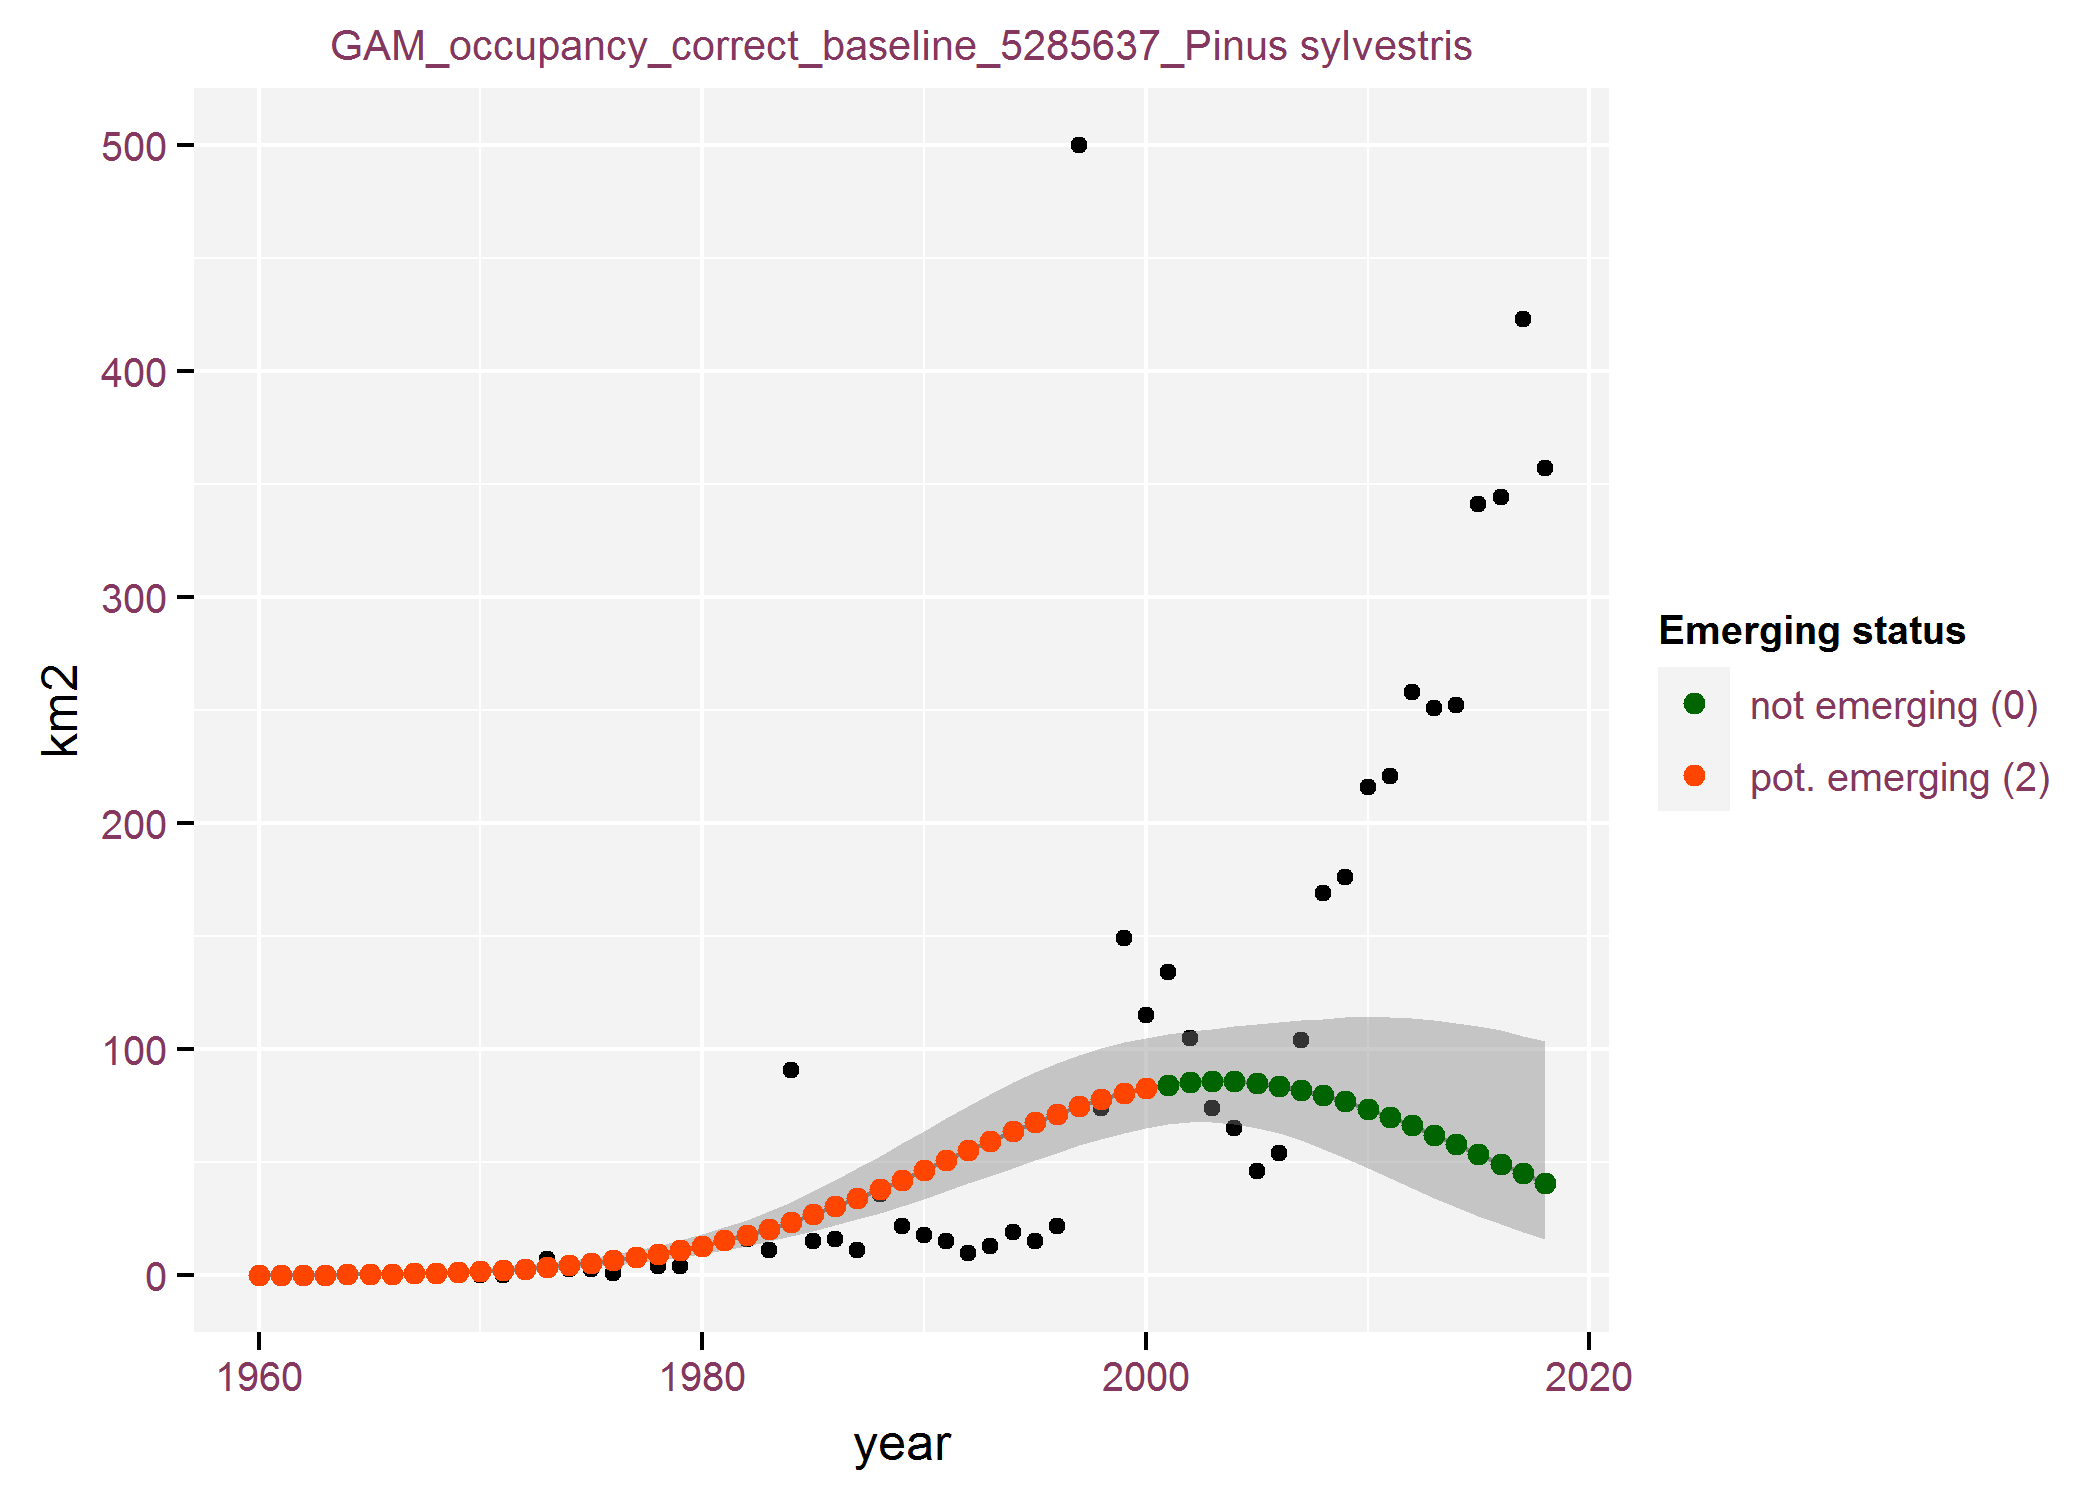 GAM_occupancy_correct_baseline_5285637_Pinus sylvestris
500
400
300
200
100
0
km2
1960 1980 2000 2020
year
Emerging status
not emerging (0)
pot. emerging (2)